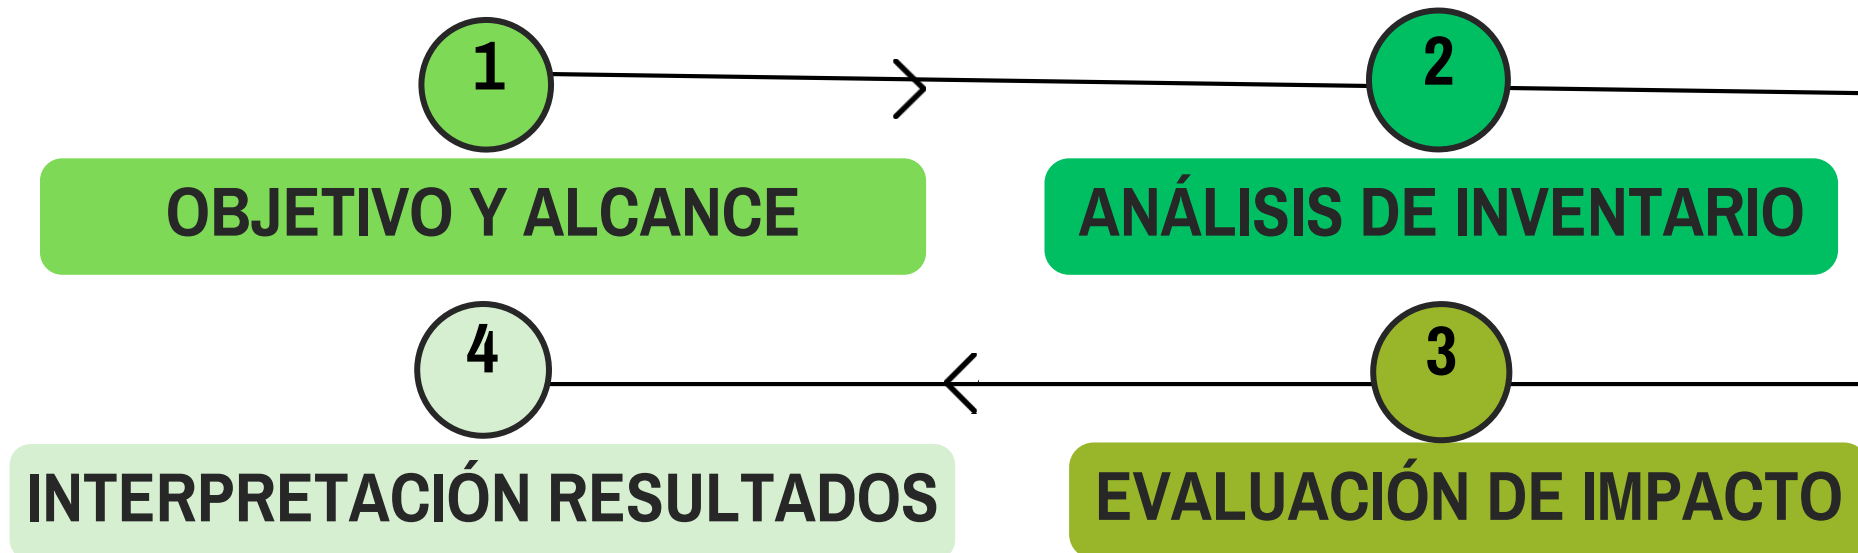 1
OBJETIVO Y ALCANCE
2
ANÁLISIS DE INVENTARIO
3
EVALUACIÓN DE IMPACTO
4
INTERPRETACIÓN RESULTADOS